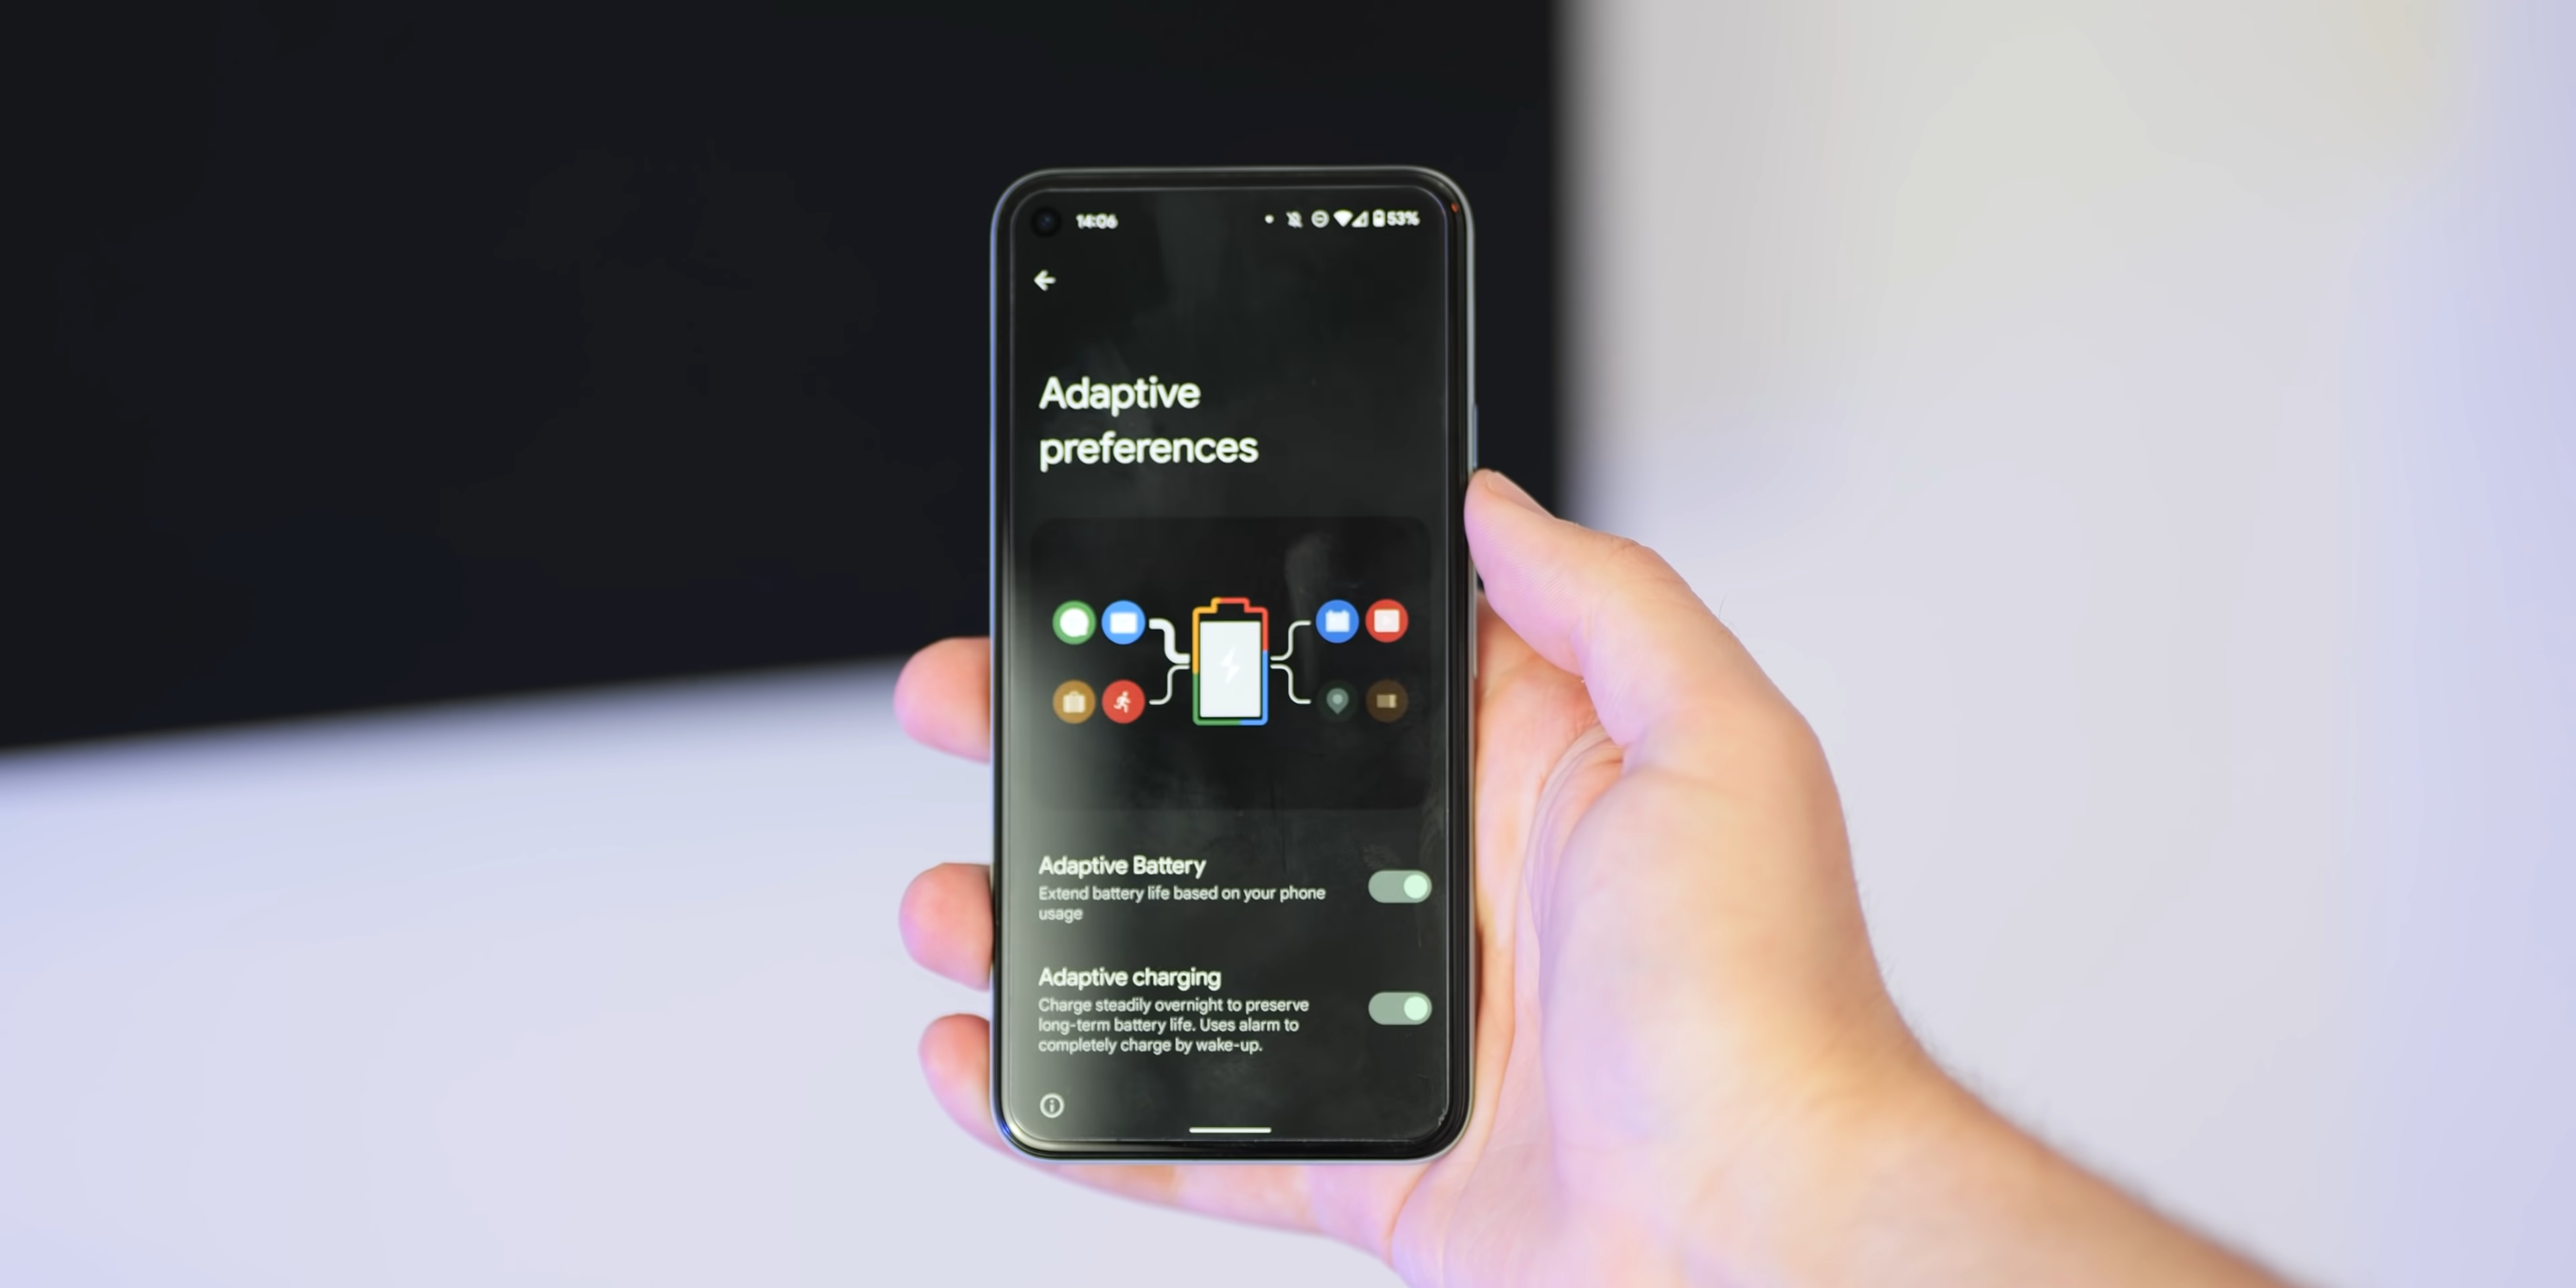 14:06
53%
Adaptive
preferences
Adaptive Battery
Extend battery life based on your phone
usage
Adaptive charging
Charge steadily overnight to preserve
long-term battery life. Uses alarm to
completely charge by wake-up.